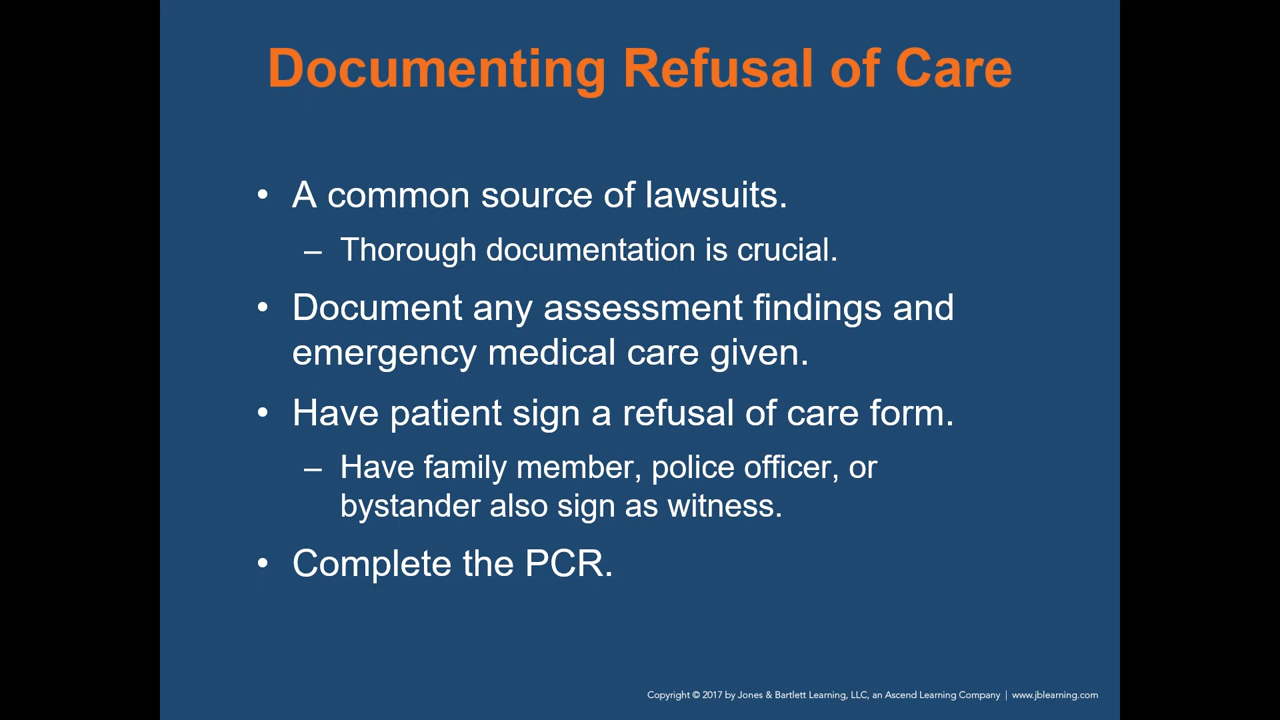 Documenting Refusal of Care
• A common source of lawsuits.
– Thorough documentation is crucial.
• Document any assessment findings and
emergency medical care given.
• Have patient sign a refusal of care form.
– Have family member, police officer, or
bystander also sign as witness.
• Complete the PCR.
Copyright © 2017 by Jones & Bartlett Learning, LLC, an Ascend Learning Company | www.jblearning.com